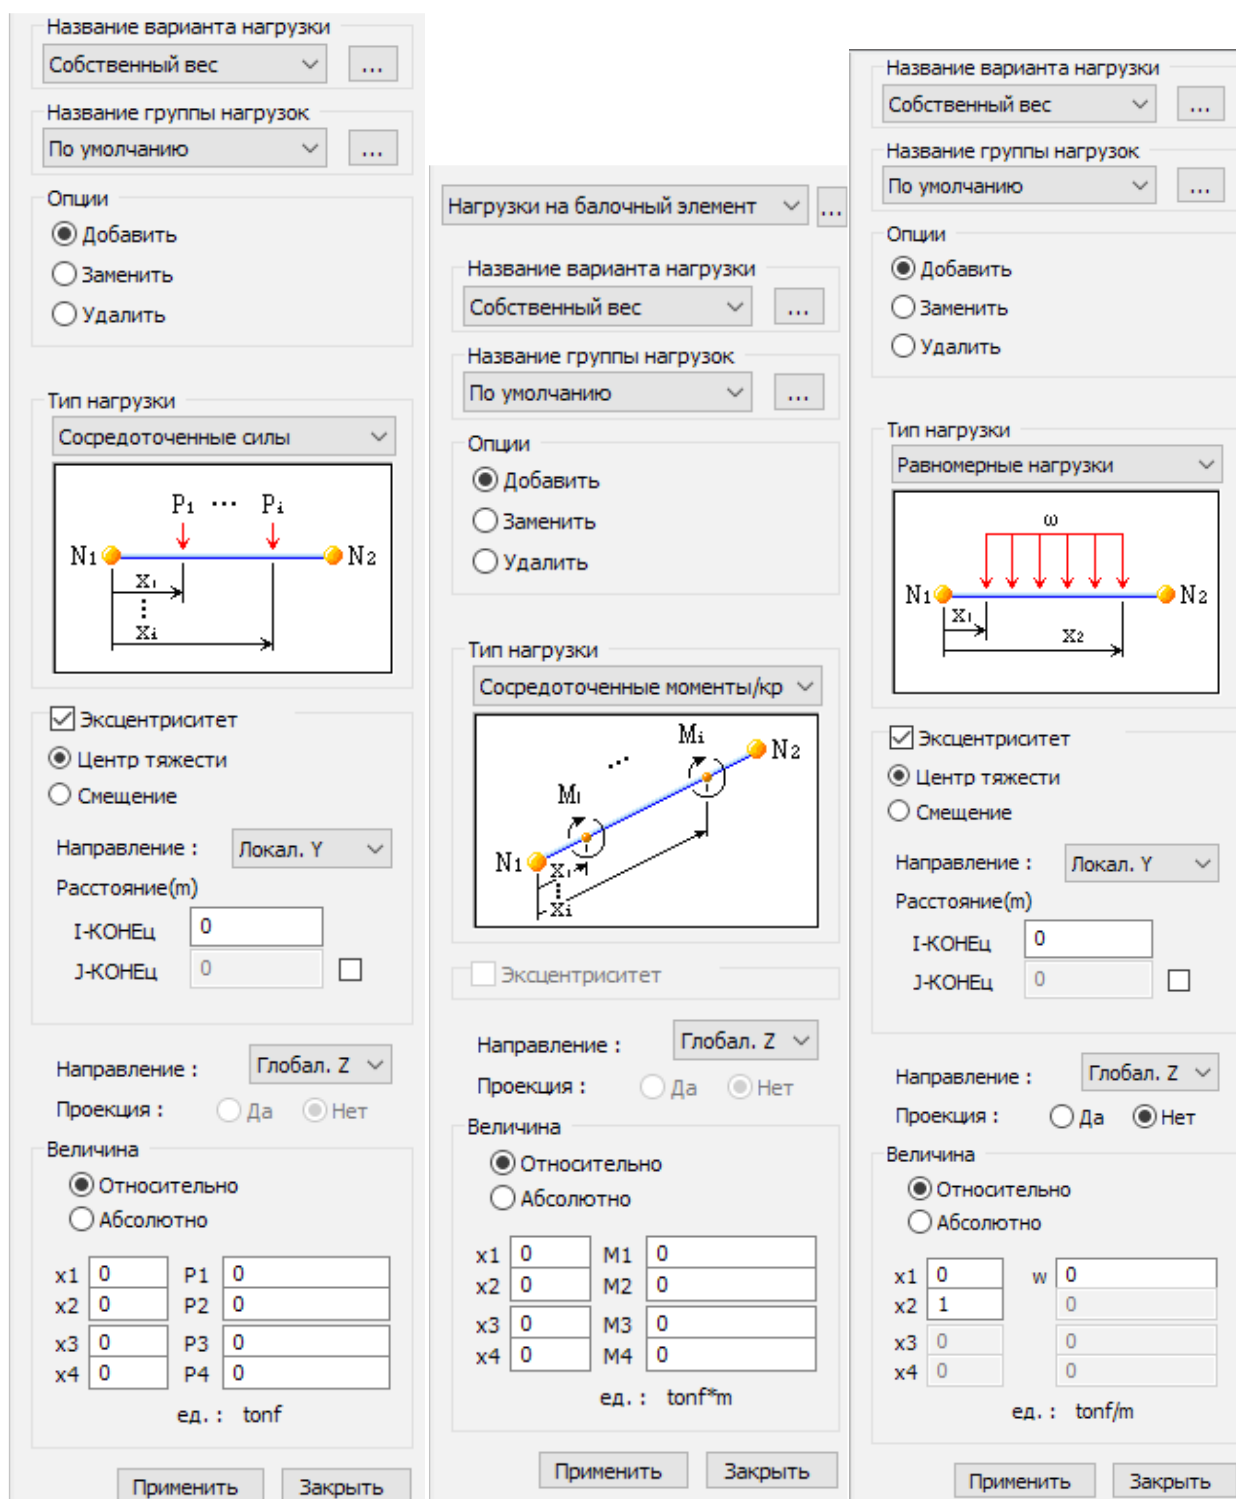 Название варианта нагрузки
Собственный вес
...
Название группы нагрузок
По умолчанию
...
Опции
Добавить
Заменить
Удалить
Тип нагрузки
Сосредоточенные силы
P1 ... Pi
N1 N2
X1
Xi
Эксцентриситет
Центр тяжести
Смещение
Направление : Локал. Y
Расстояние(m)
I-КОНЕц 0
J-КОНЕц 0
Направление : Глобал. Z
Проекция : Да Нет
Величина
Относительно
Абсолютно
x1 0 P1 0
x2 0 P2 0
x3 0 P3 0
x4 0 P4 0
ед. : tonf
Применить Закрыть
Нагрузки на балочный элемент ...
Название варианта нагрузки
Собственный вес
...
Название группы нагрузок
По умолчанию
...
Опции
Добавить
Заменить
Удалить
Тип нагрузки
Сосредоточенные моменты/кр
Mi
... N2
M1
N1
X1
Xi
Эксцентриситет
Направление : Глобал. Z
Проекция : Да Нет
Величина
Относительно
Абсолютно
x1 0 M1 0
x2 0 M2 0
x3 0 M3 0
x4 0 M4 0
ед. : tonf*m
Применить Закрыть
Название варианта нагрузки
Собственный вес
...
Название группы нагрузок
По умолчанию
...
Опции
Добавить
Заменить
Удалить
Тип нагрузки
Равномерные нагрузки
ω
N1 N2
X1
X2
Эксцентриситет
Центр тяжести
Смещение
Направление : Локал. Y
Расстояние(m)
I-КОНЕц 0
J-КОНЕц 0
Направление : Глобал. Z
Проекция : Да Нет
Величина
Относительно
Абсолютно
x1 0 w 0
x2 1 0
x3 0 0
x4 0 0
ед. : tonf/m
Применить Закрыть